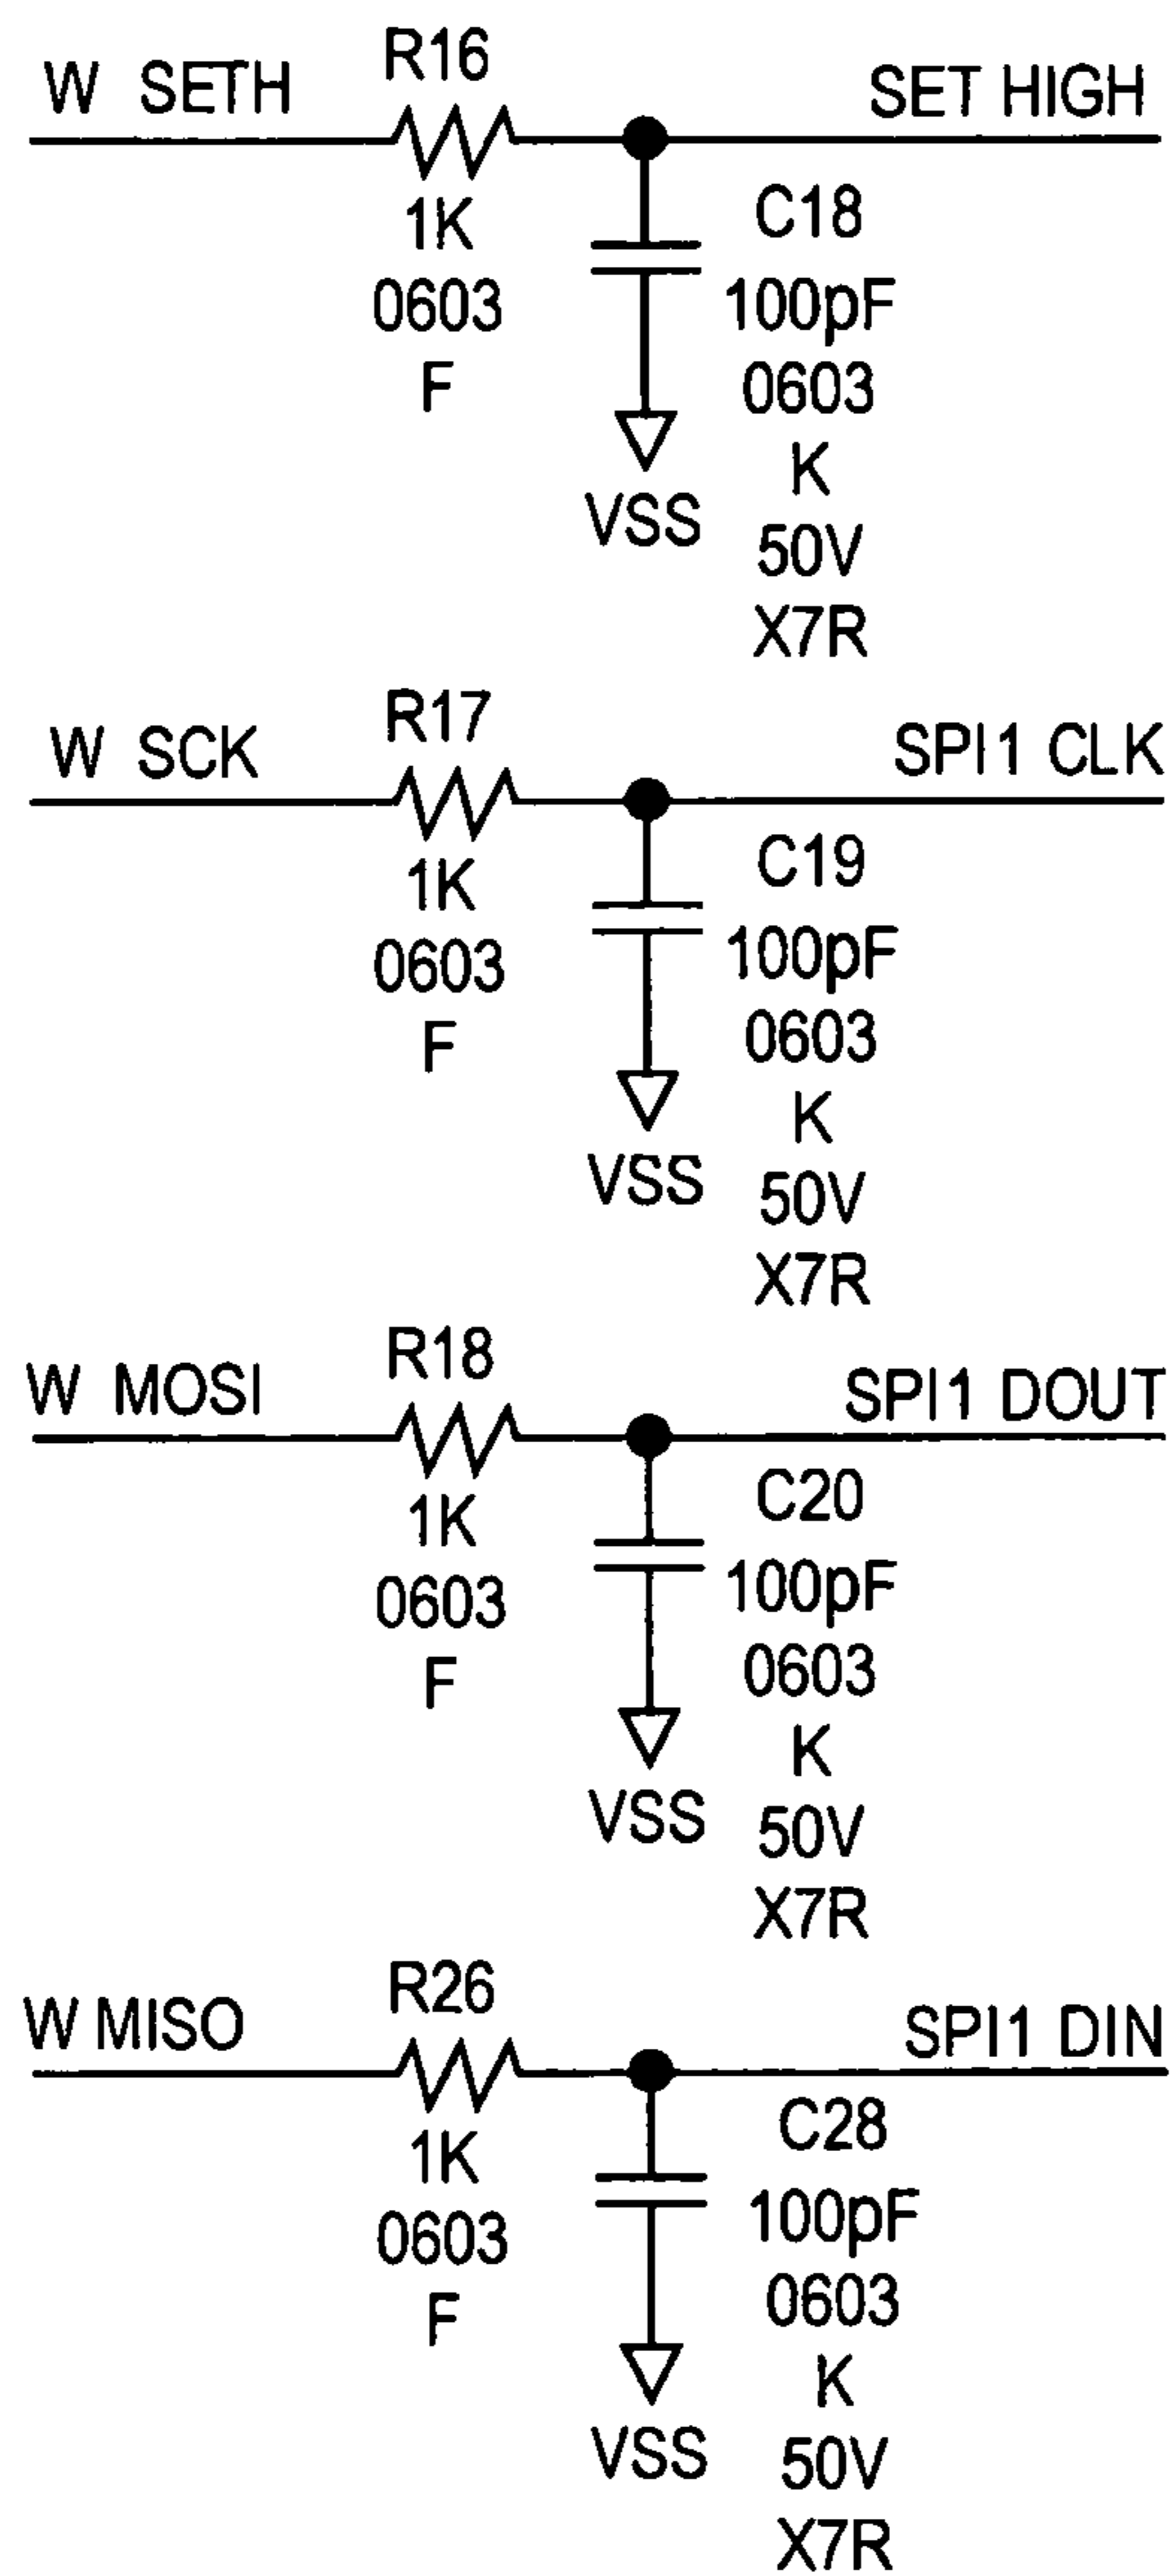 R16
W SETH
SET HIGH
1K
0603
F
C18
100pF
0603
K
50V
X7R
VSS
R17
W SCK
SPI1 CLK
1K
0603
F
C19
100pF
0603
K
50V
X7R
VSS
R18
W MOSI
SPI1 DOUT
1K
0603
F
C20
100pF
0603
K
50V
X7R
VSS
R26
W MISO
SPI1 DIN
1K
0603
F
C28
100pF
0603
K
50V
X7R
VSS